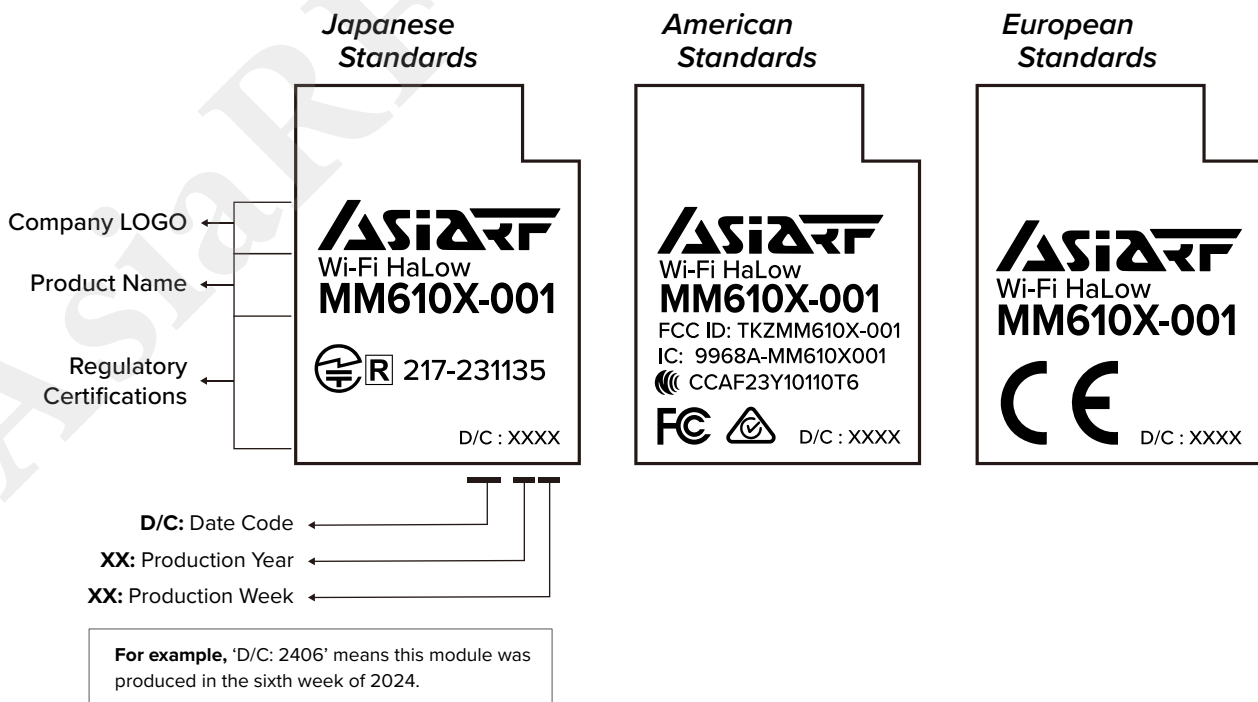 Japanese
Standards
American
Standards
European
Standards
Company LOGO
Product Name
Regulatory
Certifications
AsiaRF
Wi-Fi HaLow
MM610X-001
R 217-231135
D/C : XXXX
AsiaRF
Wi-Fi HaLow
MM610X-001
FCC ID: TKZMM610X-001
IC: 9968A-MM610X001
CCAF23Y10110T6
FC D/C : XXXX
AsiaRF
Wi-Fi HaLow
MM610X-001
CE
D/C : XXXX
D/C: Date Code
XX: Production Year
XX: Production Week
For example, ‘D/C: 2406’ means this module was
produced in the sixth week of 2024.
AsiaRF